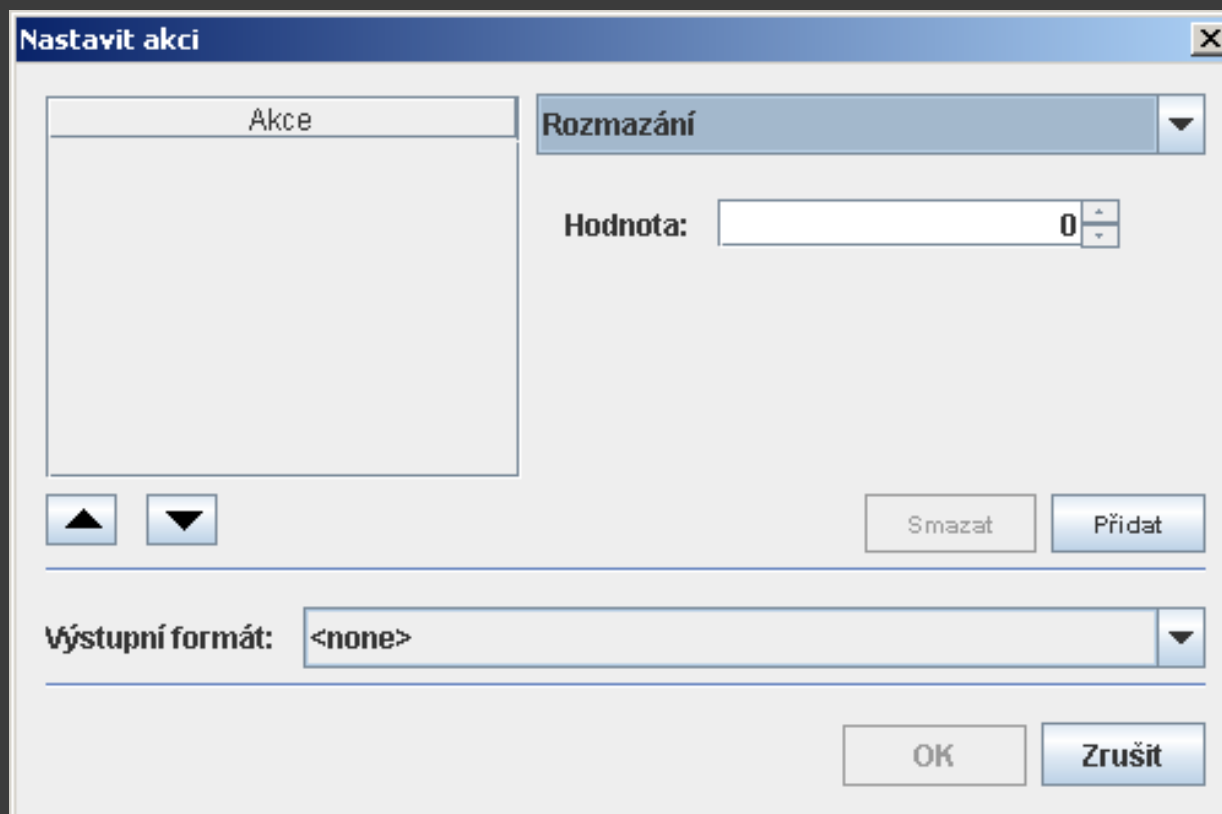 Nastavit akci
Akce
Rozmazání
Hodnota: 0
Smazat Přidat
Výstupní formát: <none>
OK Zrušit